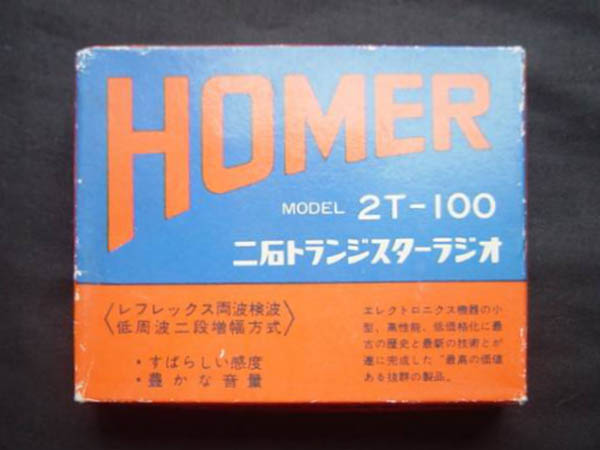 HOMER
MODEL 2T-100
二石トランジスターラジオ
〈レフレックス両波検波
低周波二段増幅方式〉
・すばらしい感度
・豊かな音量
エレクトロニクス機器の小
型、高性能、低価格化に最
古の歴史と最新の技術とが
遂に完成した“最高の価値
ある抜群の製品。